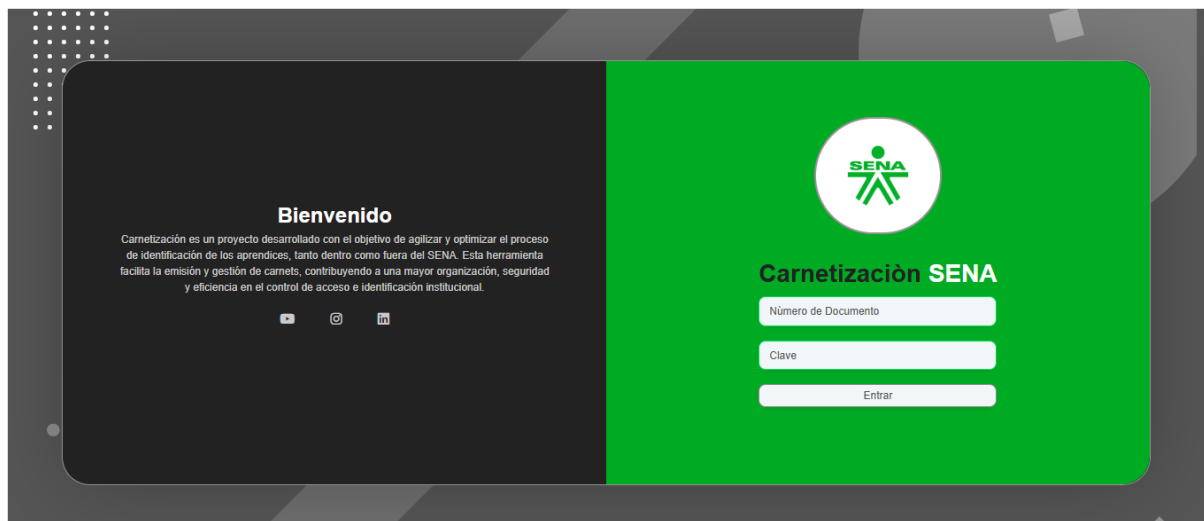 Bienvenido
Carnetización es un proyecto desarrollado con el objetivo de agilizar y optimizar el proceso
de identificación de los aprendices, tanto dentro como fuera del SENA. Esta herramienta
facilita la emisión y gestión de carnets, contribuyendo a una mayor organización, seguridad
y eficiencia en el control de acceso e identificación institucional.
in
SENA
Carnetizaciòn SENA
Nùmero de Documento
Clave
Entrar